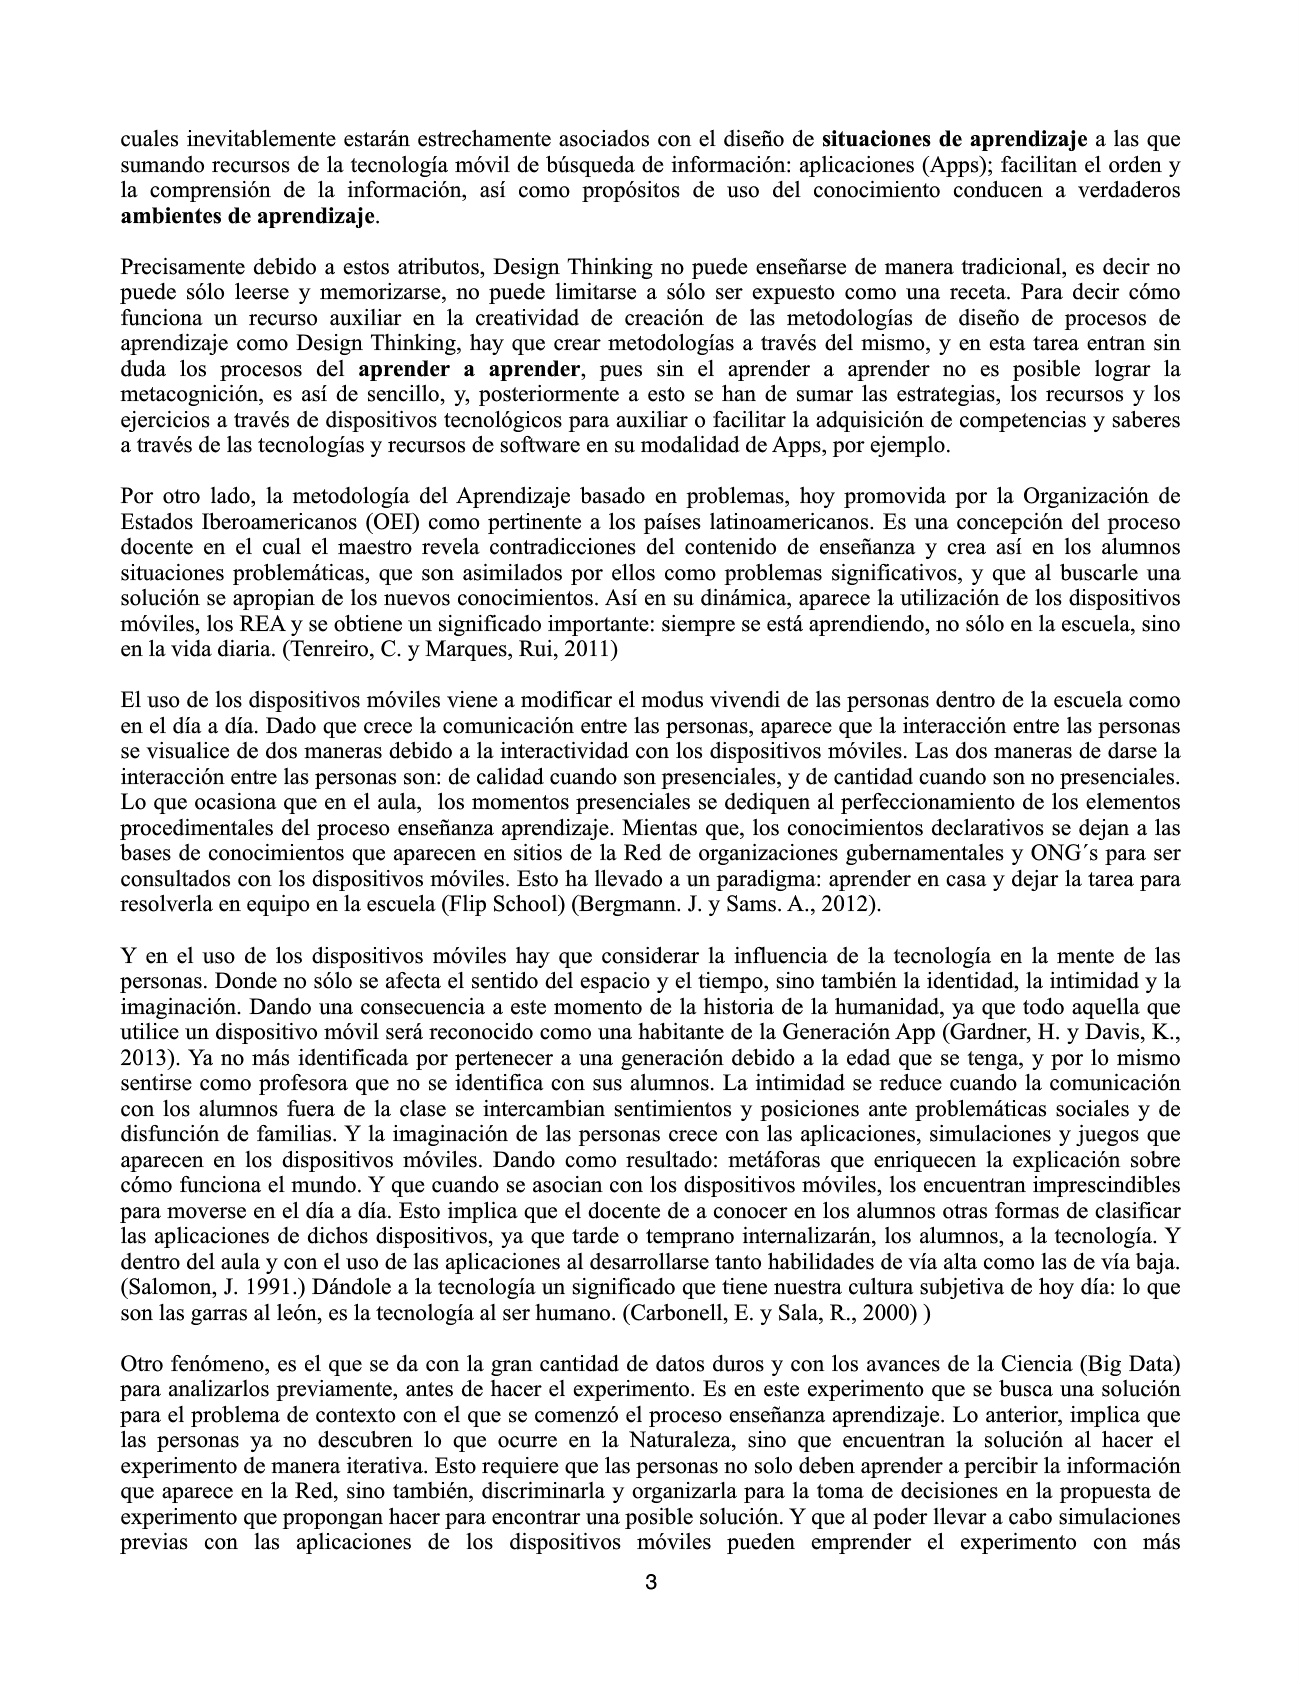 cuales inevitablemente estarán estrechamente asociados con el diseño de situaciones de aprendizaje a las que
sumando recursos de la tecnología móvil de búsqueda de información: aplicaciones (Apps); facilitan el orden y
la comprensión de la información, así como propósitos de uso del conocimiento conducen a verdaderos
ambientes de aprendizaje.
Precisamente debido a estos atributos, Design Thinking no puede enseñarse de manera tradicional, es decir no
puede sólo leerse y memorizarse, no puede limitarse a sólo ser expuesto como una receta. Para decir cómo
funciona un recurso auxiliar en la creatividad de creación de las metodologías de diseño de procesos de
aprendizaje como Design Thinking, hay que crear metodologías a través del mismo, y en esta tarea entran sin
duda los procesos del aprender a aprender, pues sin el aprender a aprender no es posible lograr la
metacognición, es así de sencillo, y, posteriormente a esto se han de sumar las estrategias, los recursos y los
ejercicios a través de dispositivos tecnológicos para auxiliar o facilitar la adquisición de competencias y saberes
a través de las tecnologías y recursos de software en su modalidad de Apps, por ejemplo.
Por otro lado, la metodología del Aprendizaje basado en problemas, hoy promovida por la Organización de
Estados Iberoamericanos (OEI) como pertinente a los países latinoamericanos. Es una concepción del proceso
docente en el cual el maestro revela contradicciones del contenido de enseñanza y crea así en los alumnos
situaciones problemáticas, que son asimilados por ellos como problemas significativos, y que al buscarle una
solución se apropian de los nuevos conocimientos. Así en su dinámica, aparece la utilización de los dispositivos
móviles, los REA y se obtiene un significado importante: siempre se está aprendiendo, no sólo en la escuela, sino
en la vida diaria. (Tenreiro, C. y Marques, Rui, 2011)
El uso de los dispositivos móviles viene a modificar el modus vivendi de las personas dentro de la escuela como
en el día a día. Dado que crece la comunicación entre las personas, aparece que la interacción entre las personas
se visualice de dos maneras debido a la interactividad con los dispositivos móviles. Las dos maneras de darse la
interacción entre las personas son: de calidad cuando son presenciales, y de cantidad cuando son no presenciales.
Lo que ocasiona que en el aula,  los momentos presenciales se dediquen al perfeccionamiento de los elementos
procedimentales del proceso enseñanza aprendizaje. Mientas que, los conocimientos declarativos se dejan a las
bases de conocimientos que aparecen en sitios de la Red de organizaciones gubernamentales y ONG´s para ser
consultados con los dispositivos móviles. Esto ha llevado a un paradigma: aprender en casa y dejar la tarea para
resolverla en equipo en la escuela (Flip School) (Bergmann. J. y Sams. A., 2012).
Y en el uso de los dispositivos móviles hay que considerar la influencia de la tecnología en la mente de las
personas. Donde no sólo se afecta el sentido del espacio y el tiempo, sino también la identidad, la intimidad y la
imaginación. Dando una consecuencia a este momento de la historia de la humanidad, ya que todo aquella que
utilice un dispositivo móvil será reconocido como una habitante de la Generación App (Gardner, H. y Davis, K.,
2013). Ya no más identificada por pertenecer a una generación debido a la edad que se tenga, y por lo mismo
sentirse como profesora que no se identifica con sus alumnos. La intimidad se reduce cuando la comunicación
con los alumnos fuera de la clase se intercambian sentimientos y posiciones ante problemáticas sociales y de
disfunción de familias. Y la imaginación de las personas crece con las aplicaciones, simulaciones y juegos que
aparecen en los dispositivos móviles. Dando como resultado: metáforas que enriquecen la explicación sobre
cómo funciona el mundo. Y que cuando se asocian con los dispositivos móviles, los encuentran imprescindibles
para moverse en el día a día. Esto implica que el docente de a conocer en los alumnos otras formas de clasificar
las aplicaciones de dichos dispositivos, ya que tarde o temprano internalizarán, los alumnos, a la tecnología. Y
dentro del aula y con el uso de las aplicaciones al desarrollarse tanto habilidades de vía alta como las de vía baja.
(Salomon, J. 1991.) Dándole a la tecnología un significado que tiene nuestra cultura subjetiva de hoy día: lo que
son las garras al león, es la tecnología al ser humano. (Carbonell, E. y Sala, R., 2000) )
Otro fenómeno, es el que se da con la gran cantidad de datos duros y con los avances de la Ciencia (Big Data)
para analizarlos previamente, antes de hacer el experimento. Es en este experimento que se busca una solución
para el problema de contexto con el que se comenzó el proceso enseñanza aprendizaje. Lo anterior, implica que
las personas ya no descubren lo que ocurre en la Naturaleza, sino que encuentran la solución al hacer el
experimento de manera iterativa. Esto requiere que las personas no solo deben aprender a percibir la información
que aparece en la Red, sino también, discriminarla y organizarla para la toma de decisiones en la propuesta de
experimento que propongan hacer para encontrar una posible solución. Y que al poder llevar a cabo simulaciones
previas con las aplicaciones de los dispositivos móviles pueden emprender el experimento con más
3